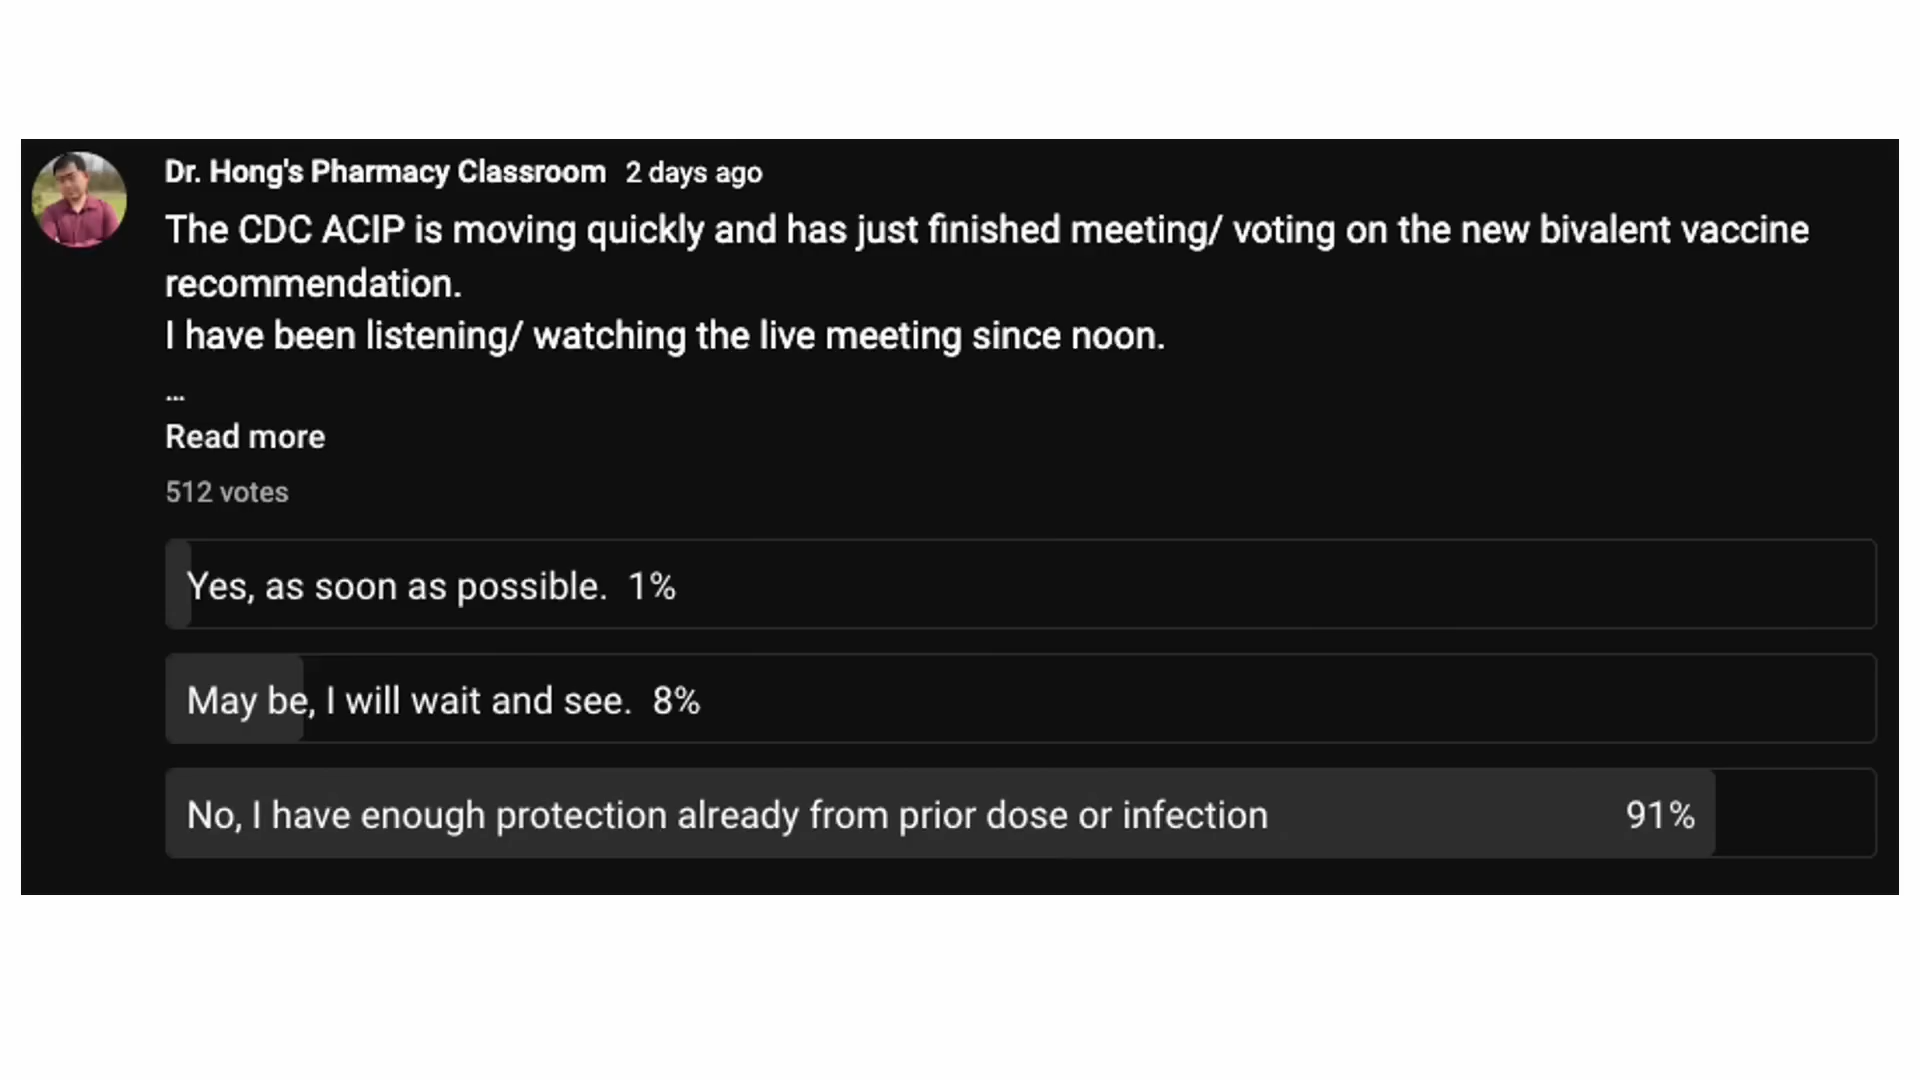 Dr. Hong's Pharmacy Classroom 2 days ago
The CDC ACIP is moving quickly and has just finished meeting/ voting on the new bivalent vaccine
recommendation.
I have been listening/ watching the live meeting since noon.
...
Read more
512 votes
Yes, as soon as possible. 1%
May be, I will wait and see. 8%
No, I have enough protection already from prior dose or infection 91%